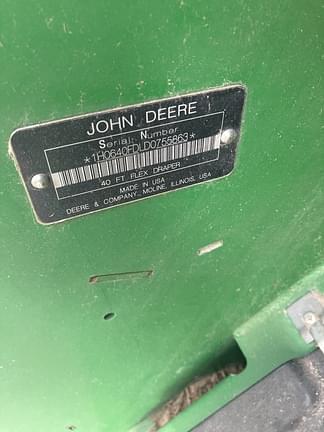 JOHN DEERE
Serial Number
*1H0640FDLD0755863*
40 FT FLEX DRAPER
MADE IN USA
DEERE & COMPANY, MOLINE, ILLINOIS, USA